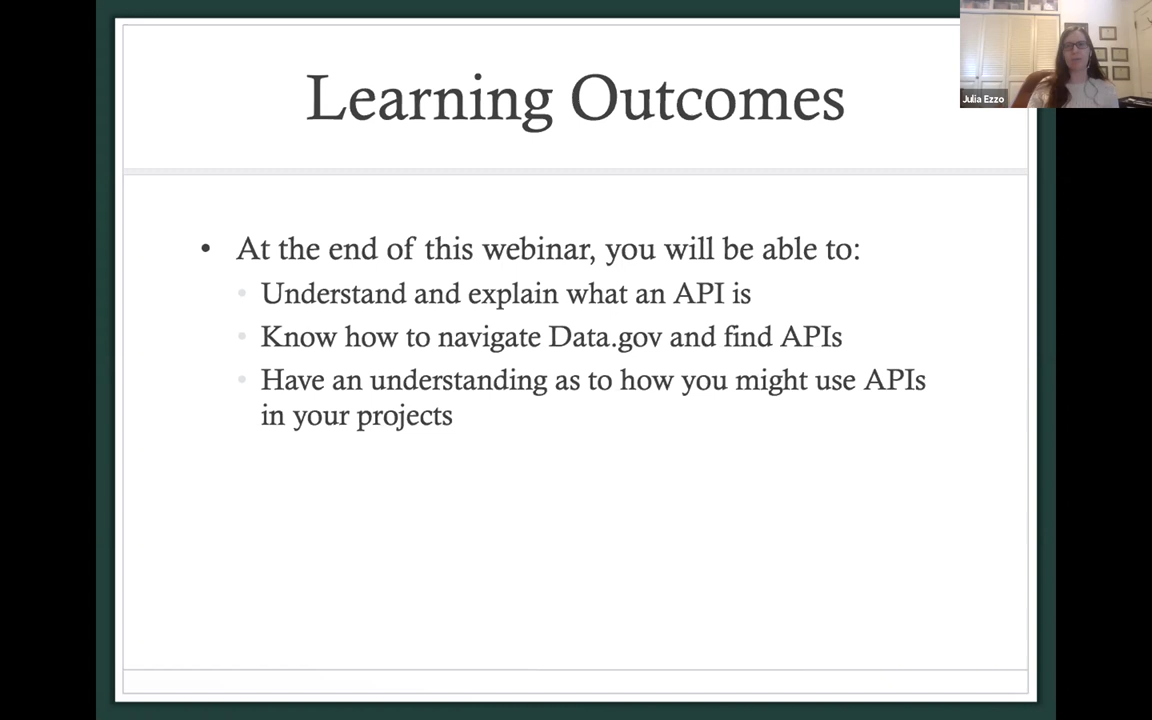 Learning Outcomes
Julia Ezzo
• At the end of this webinar, you will be able to:
• Understand and explain what an API is
• Know how to navigate Data.gov and find APIs
• Have an understanding as to how you might use APIs
in your projects